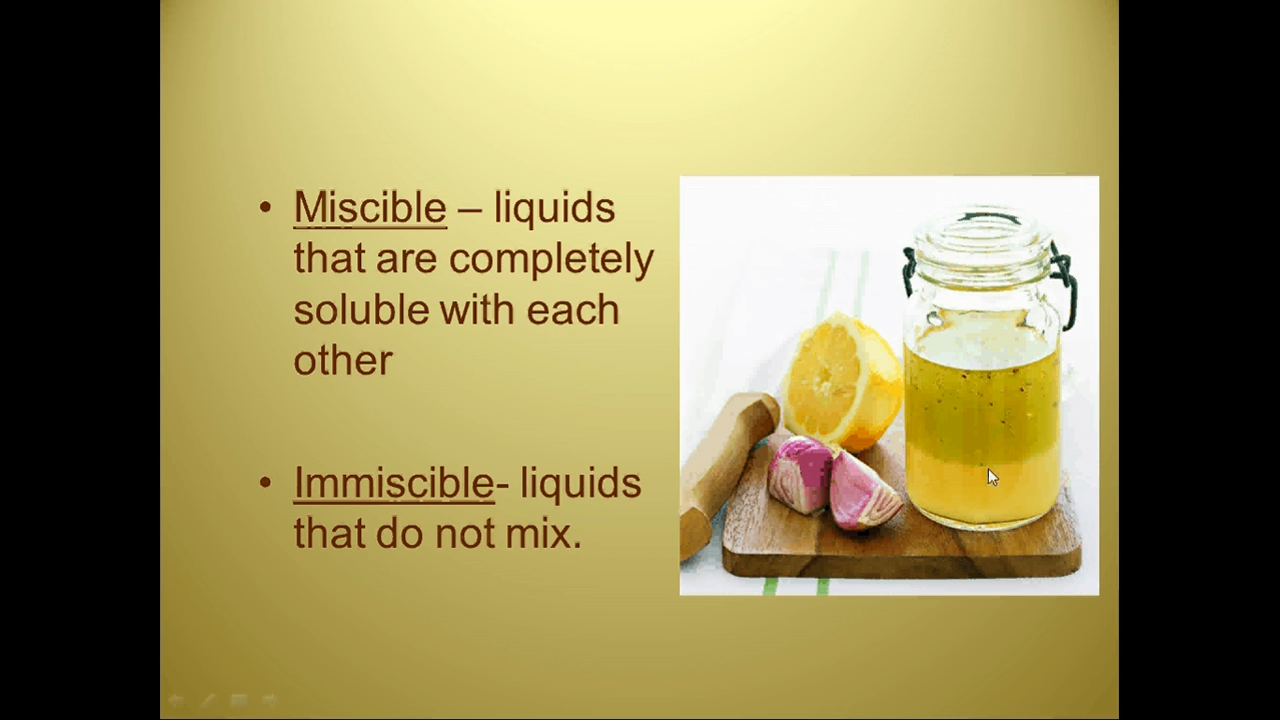 • Miscible – liquids
that are completely
soluble with each
other
• Immiscible- liquids
that do not mix.